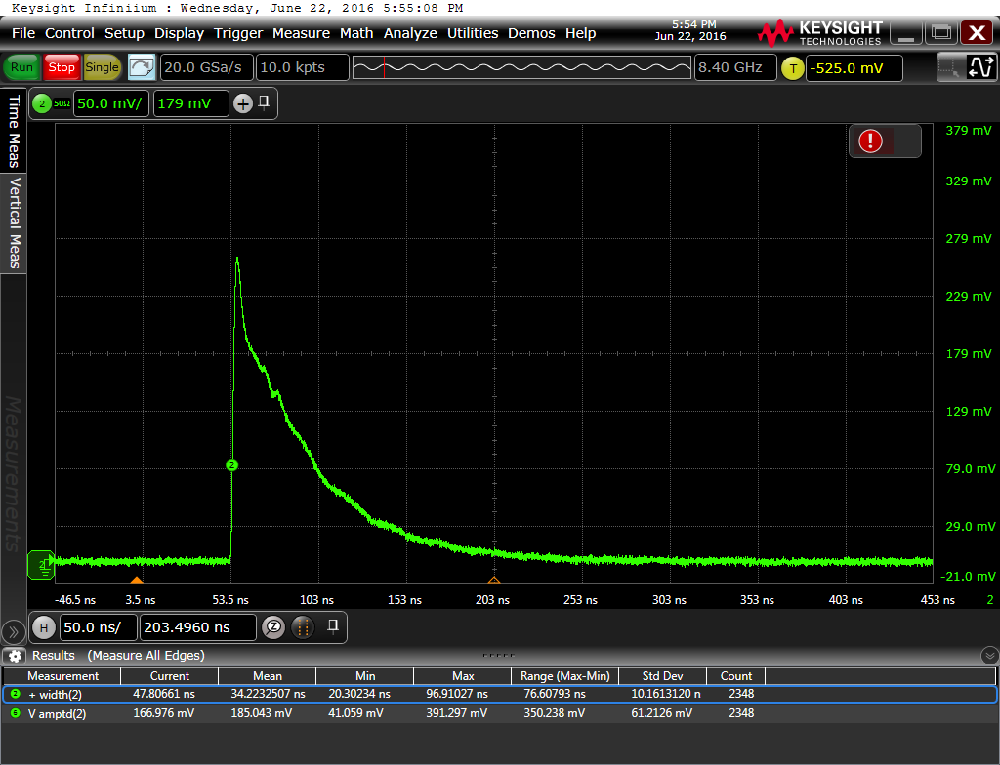 Keysight Infiniium : Wednesday, June 22, 2016 5:55:08 PM
File Control Setup Display Trigger Measure Math Analyze Utilities Demos Help
5:54 PM
Jun 22, 2016
KEYSIGHT
TECHNOLOGIES
Run Stop Single 20.0 GSa/s 10.0 kpts 8.40 GHz T -525.0 mV
2 50Ω 50.0 mV/ 179 mV
Time Meas
Vertical Meas
Measurements
379 mV
329 mV
279 mV
229 mV
179 mV
129 mV
79.0 mV
29.0 mV
-21.0 mV
2
2
-46.5 ns 3.5 ns 53.5 ns 103 ns 153 ns 203 ns 253 ns 303 ns 353 ns 403 ns 453 ns 2
H 50.0 ns/ 203.4960 ns
Results (Measure All Edges)
Measurement Current Mean Min Max Range (Max-Min) Std Dev Count
2 + width(2) 47.80661 ns 34.2232507 ns 20.30234 ns 96.91027 ns 76.60793 ns 10.1613120 n 2348
V amptd(2) 166.976 mV 185.043 mV 41.059 mV 391.297 mV 350.238 mV 61.2126 mV 2348